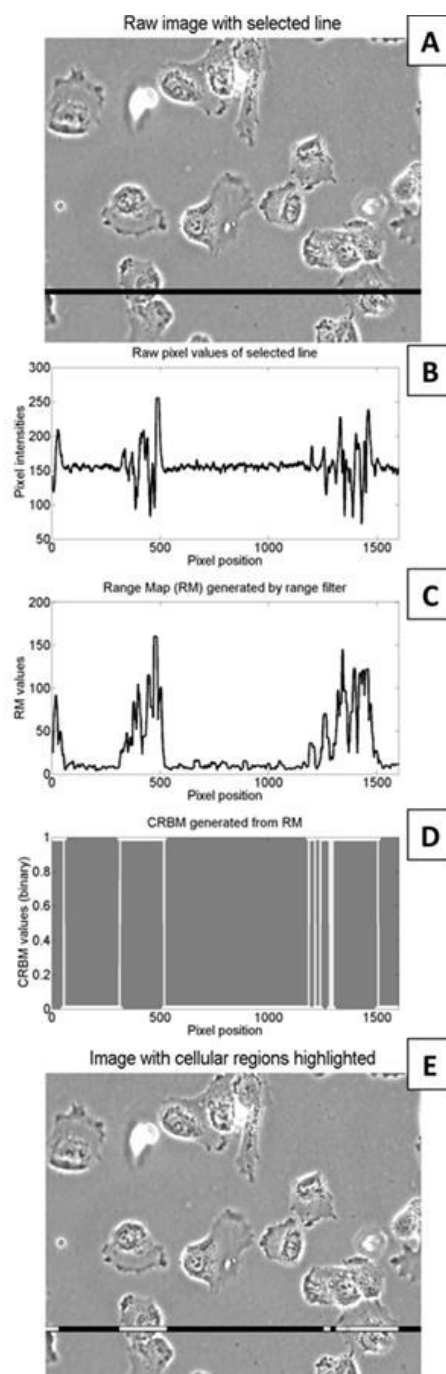 Raw image with selected line
A
Raw pixel values of selected line
B
300
250
200
150
100
50
Pixel intensities
0 500 1000 1500
Pixel position
Range Map (RM) generated by range filter
C
200
150
100
50
0
RM values
0 500 1000 1500
Pixel position
CRBM generated from RM
D
1
0.8
0.6
0.4
0.2
0
CRBM values (binary)
0 500 1000 1500
Pixel position
Image with cellular regions highlighted
E